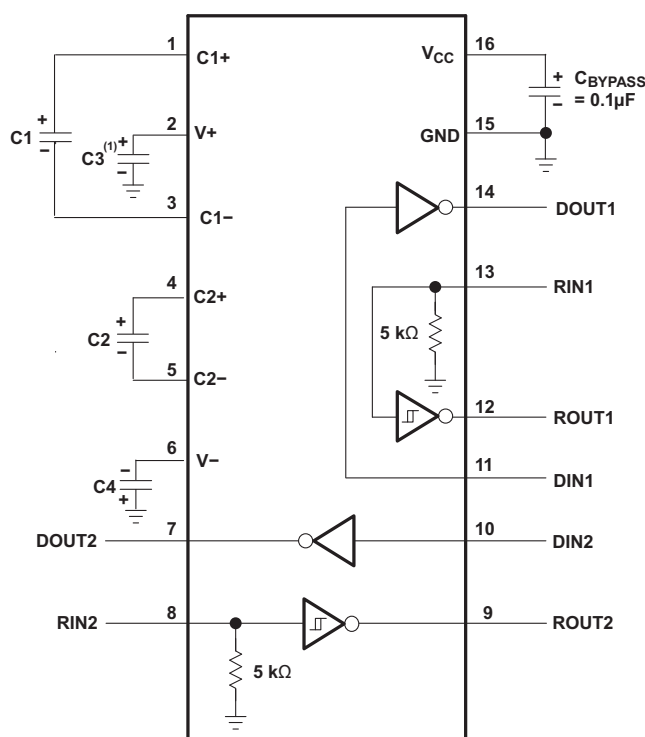 1 C1+ V_CC 16
C1 + −
+ − C_BYPASS = 0.1µF
2 V+
C3(1) + −
GND 15
3 C1−
14 DOUT1
4 C2+
13 RIN1
C2 + −
5 kΩ
5 C2−
12 ROUT1
6 V−
C4 − +
11 DIN1
DOUT2 7 10 DIN2
RIN2 8 9 ROUT2
5 kΩ